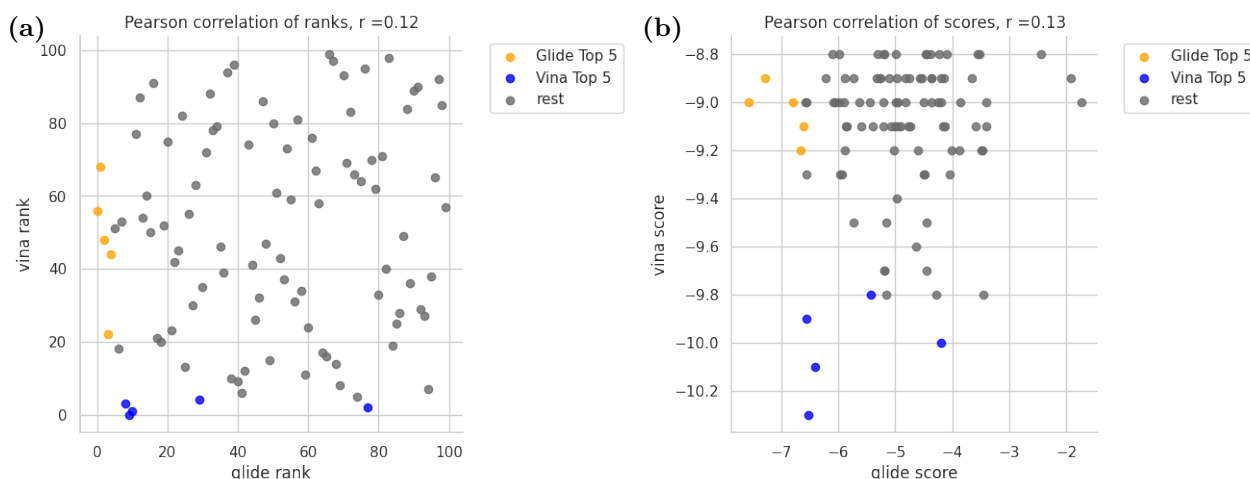 (a)
Pearson correlation of ranks, r =0.12
100
80
60
40
20
0
vina rank
0 20 40 60 80 100
glide rank
Glide Top 5
Vina Top 5
rest
(b)
Pearson correlation of scores, r =0.13
−8.8
−9.0
−9.2
−9.4
−9.6
−9.8
−10.0
−10.2
vina score
−7 −6 −5 −4 −3 −2
glide score
Glide Top 5
Vina Top 5
rest